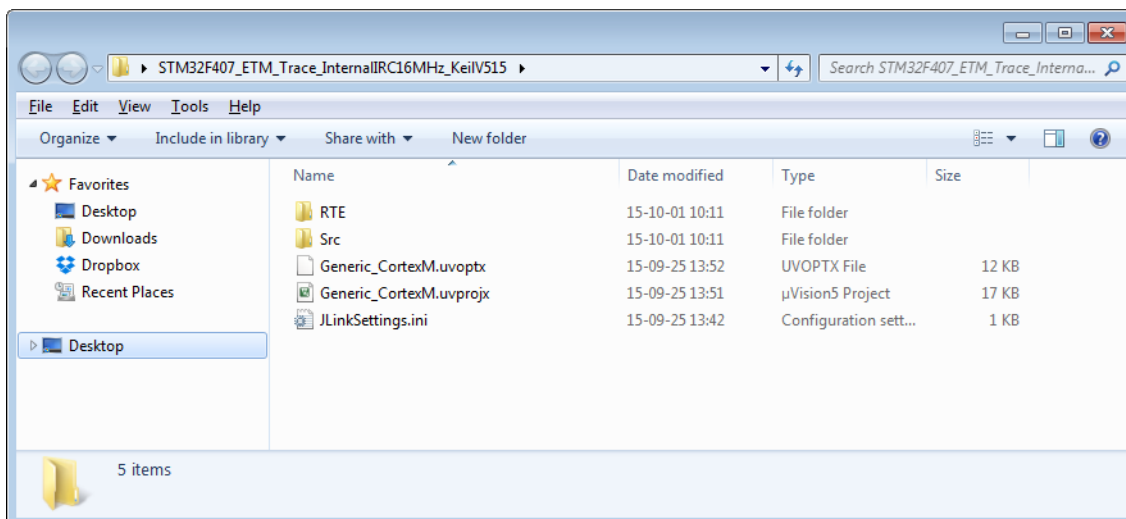 STM32F407_ETM_Trace_InternalIRC16MHz_KeilV515
Search STM32F407_ETM_Trace_Interna...
File Edit View Tools Help
Organize Include in library Share with New folder
Name Date modified Type Size
Favorites
Desktop
Downloads
Dropbox
Recent Places
Desktop
RTE 15-10-01 10:11 File folder
Src 15-10-01 10:11 File folder
Generic_CortexM.uvoptx 15-09-25 13:52 UVOPTX File 12 KB
Generic_CortexM.uvprojx 15-09-25 13:51 µVision5 Project 17 KB
JLinkSettings.ini 15-09-25 13:42 Configuration sett... 1 KB
5 items